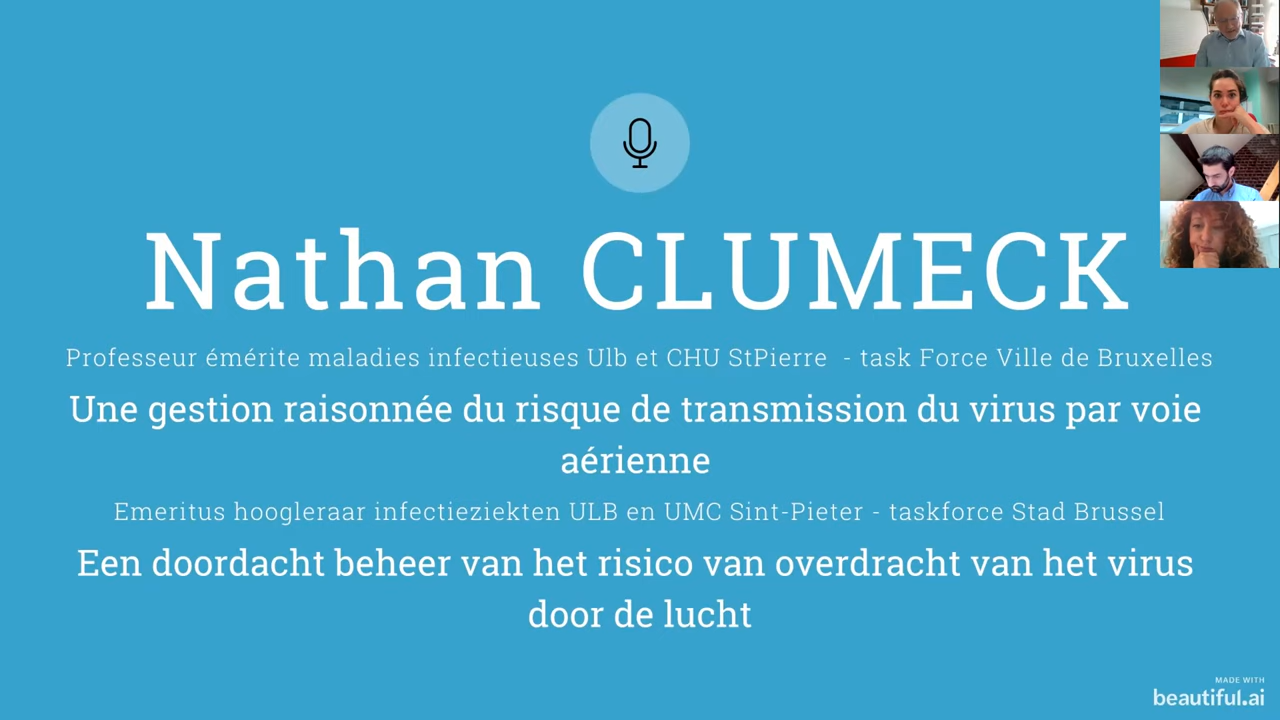 Nathan CLUMECK
Professeur émérite maladies infectieuses Ulb et CHU StPierre - task Force Ville de Bruxelles
Une gestion raisonnée du risque de transmission du virus par voie
aérienne
Emeritus hoogleraar infectieziekten ULB en UMC Sint-Pieter - taskforce Stad Brussel
Een doordacht beheer van het risico van overdracht van het virus
door de lucht
MADE WITH
beautiful.ai